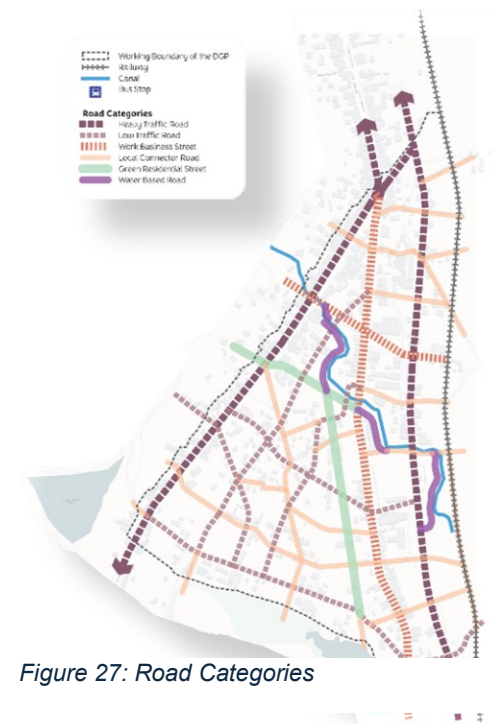 Working Boundary of the DGP
Railway
Canal
Bus Stop
Road Categories
Heavy Traffic Road
Low Traffic Road
Work Business Street
Local Connector Road
Green Residential Street
Water Based Road
Figure 27: Road Categories